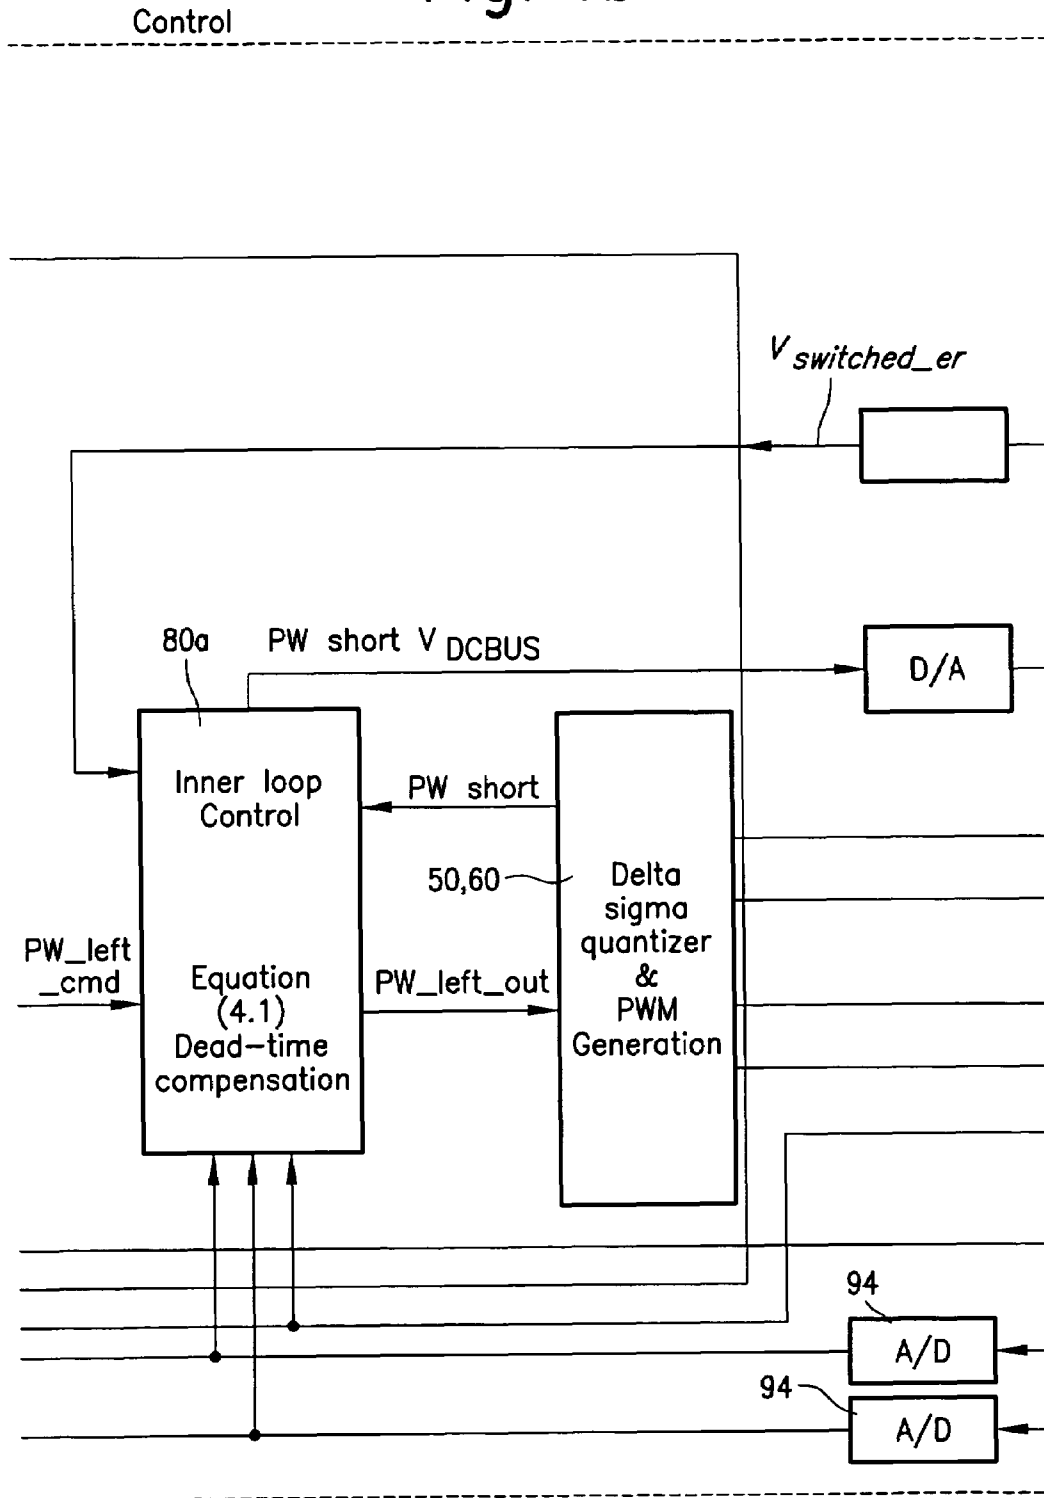 Control
V switched_er
80a
PW short V DCBUS
D/A
Inner loop
Control
PW short
50,60
Delta
sigma
quantizer
&
PWM
Generation
PW_left
_cmd
Equation
(4.1)
Dead-time
compensation
PW_left_out
94
A/D
94
A/D